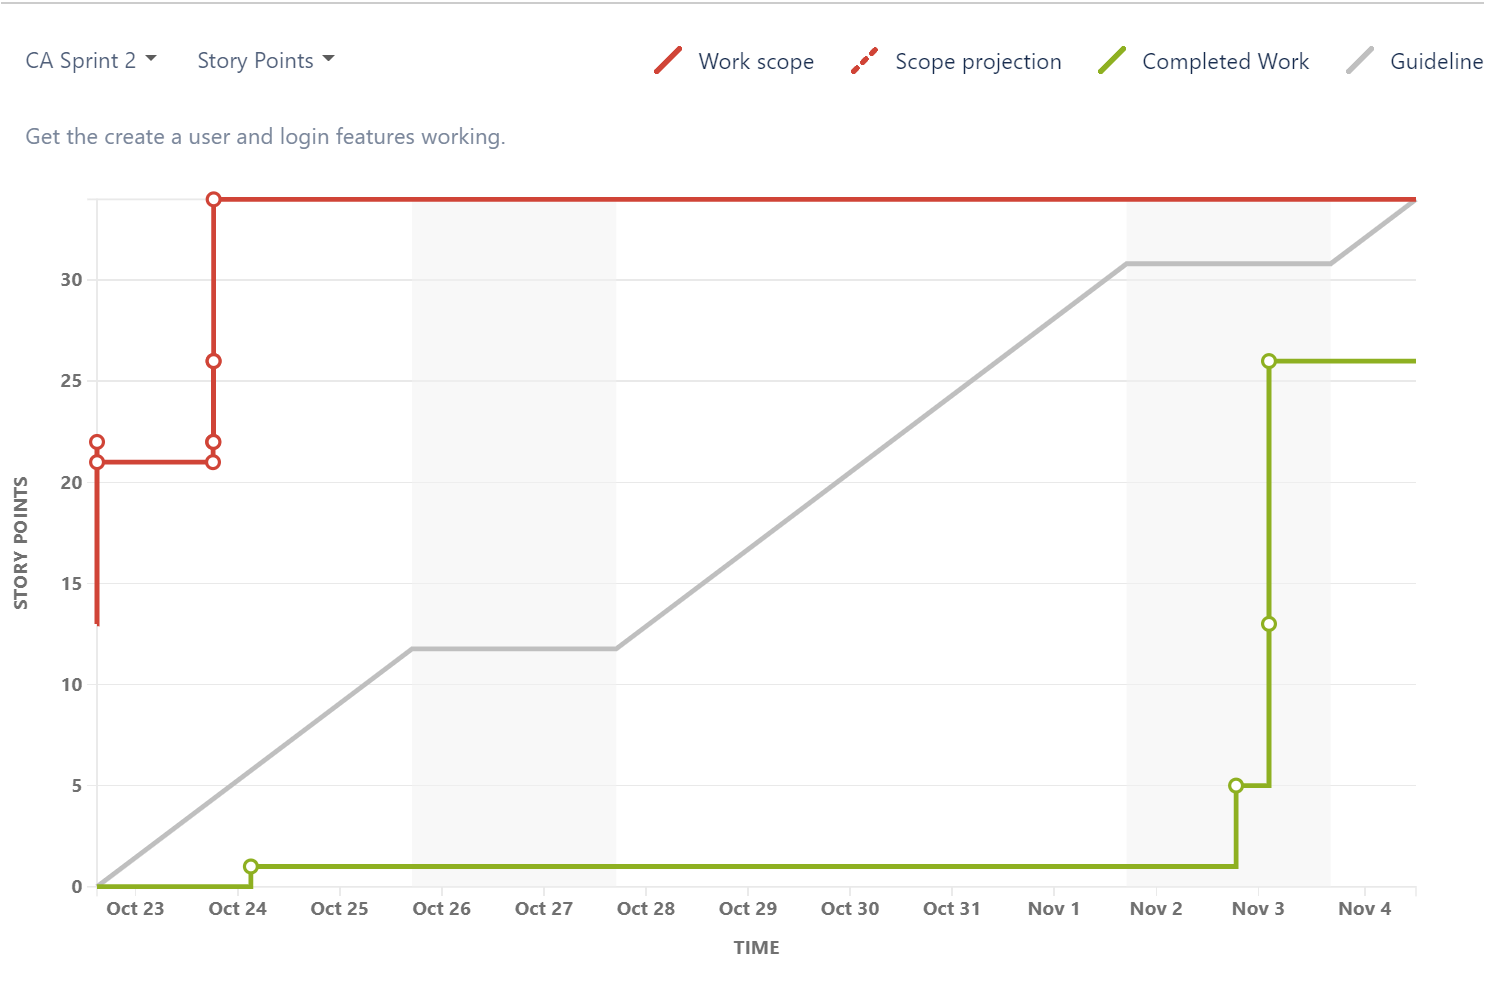 CA Sprint 2 Story Points Work scope Scope projection Completed Work Guideline
Get the create a user and login features working.
30
25
20
15
10
5
0
STORY POINTS
Oct 23 Oct 24 Oct 25 Oct 26 Oct 27 Oct 28 Oct 29 Oct 30 Oct 31 Nov 1 Nov 2 Nov 3 Nov 4
TIME